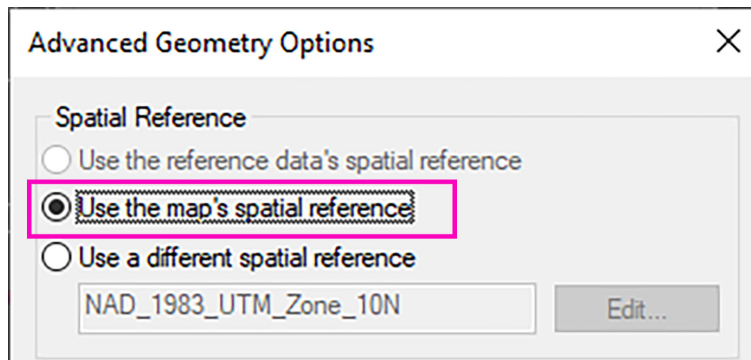 Advanced Geometry Options
Spatial Reference
Use the reference data's spatial reference
Use the map's spatial reference
Use a different spatial reference
NAD_1983_UTM_Zone_10N
Edit...